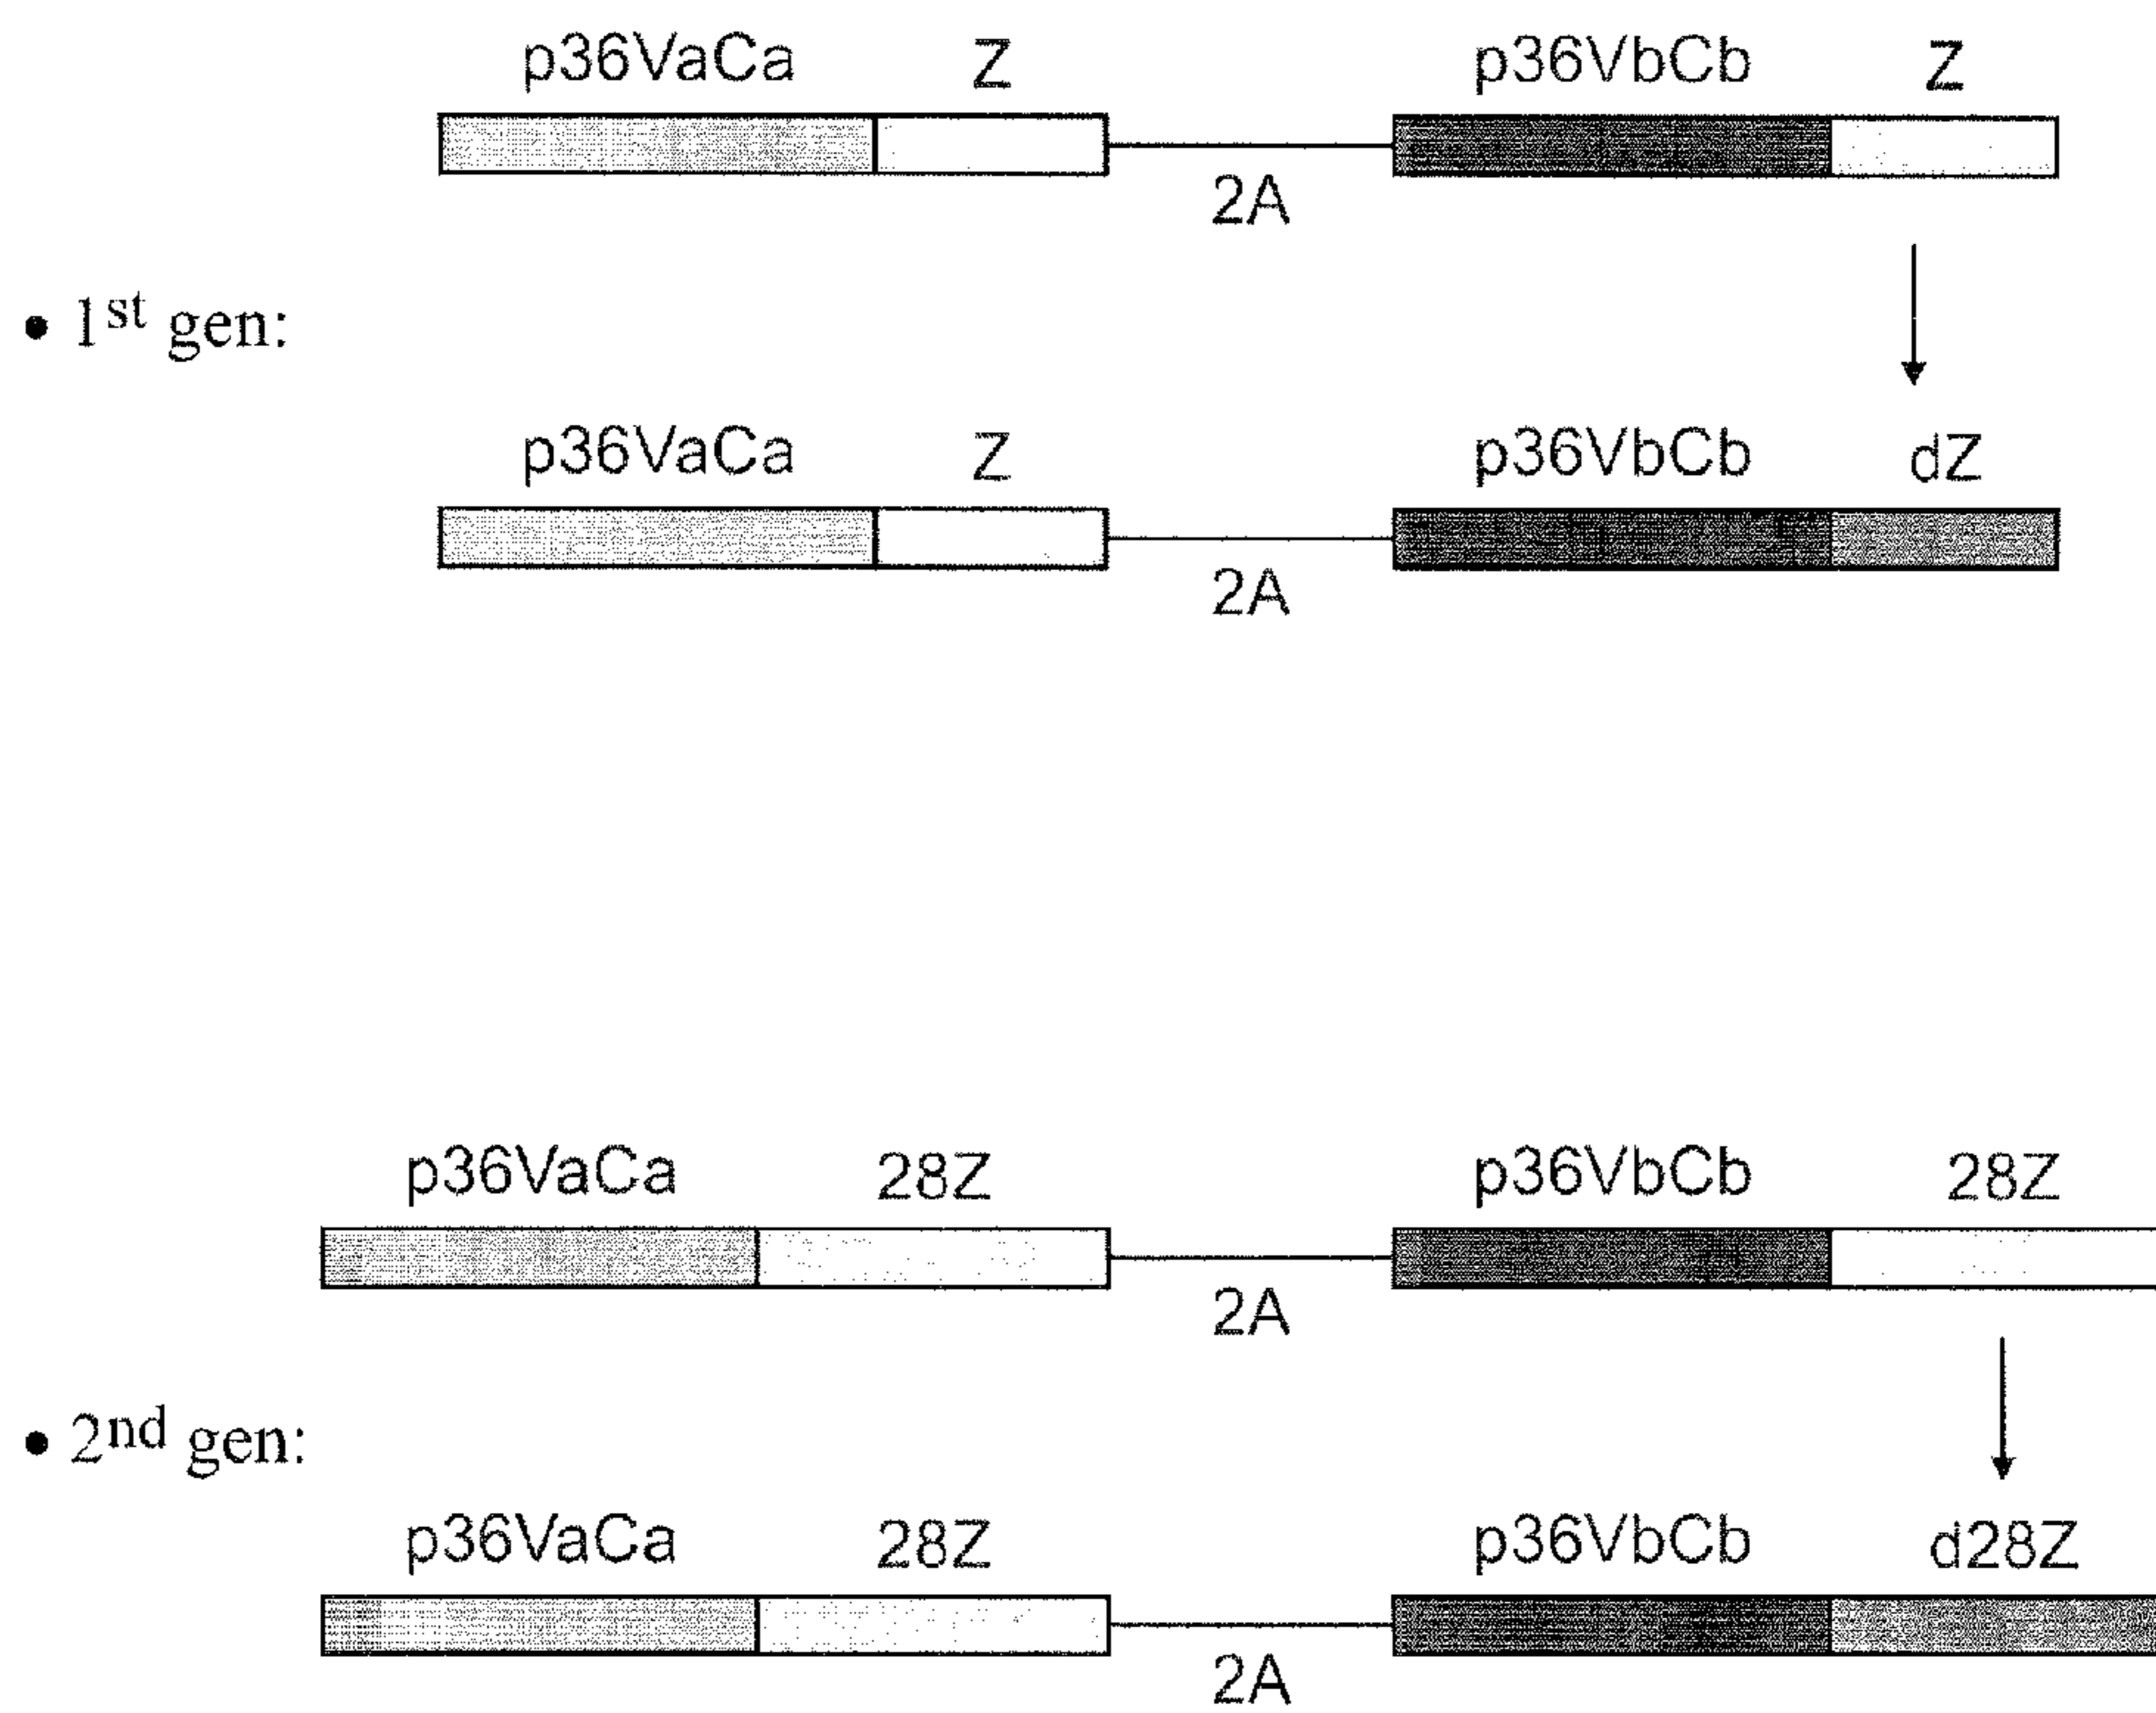 p36VaCa Z p36VbCb Z
2A
• 1st gen:
p36VaCa Z p36VbCb dZ
2A
p36VaCa 28Z p36VbCb 28Z
2A
• 2nd gen:
p36VaCa 28Z p36VbCb d28Z
2A